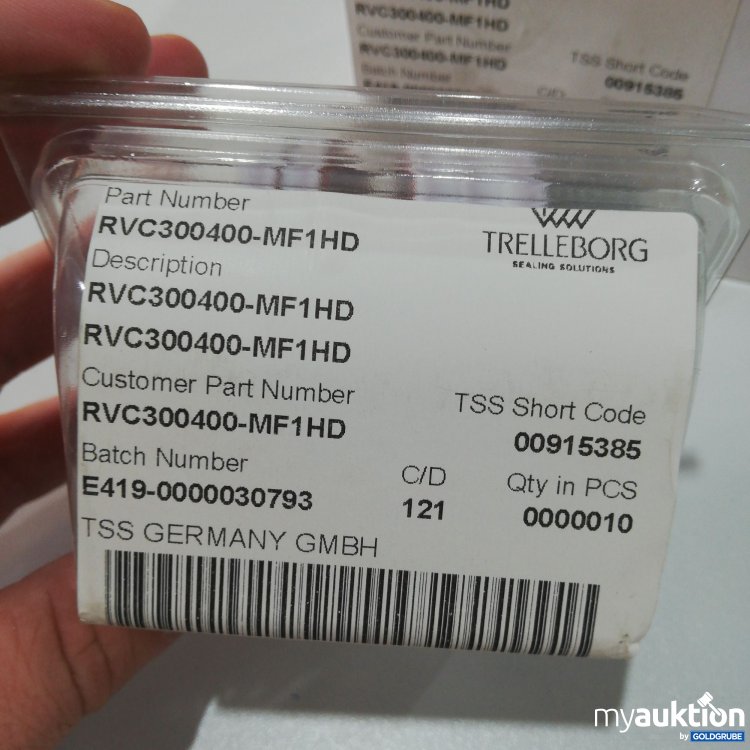 RVC300400-MF1HD
Customer Part Number
RVC300400-MF1HD
TSS Short Code
Batch Number
00915385
C/D
Part Number
RVC300400-MF1HD
TRELLEBORG
SEALING SOLUTIONS
Description
RVC300400-MF1HD
RVC300400-MF1HD
Customer Part Number
RVC300400-MF1HD
TSS Short Code
00915385
Batch Number
E419-0000030793
C/D
121
Qty in PCS
0000010
TSS GERMANY GMBH
myauktion
by GOLDGRUBE